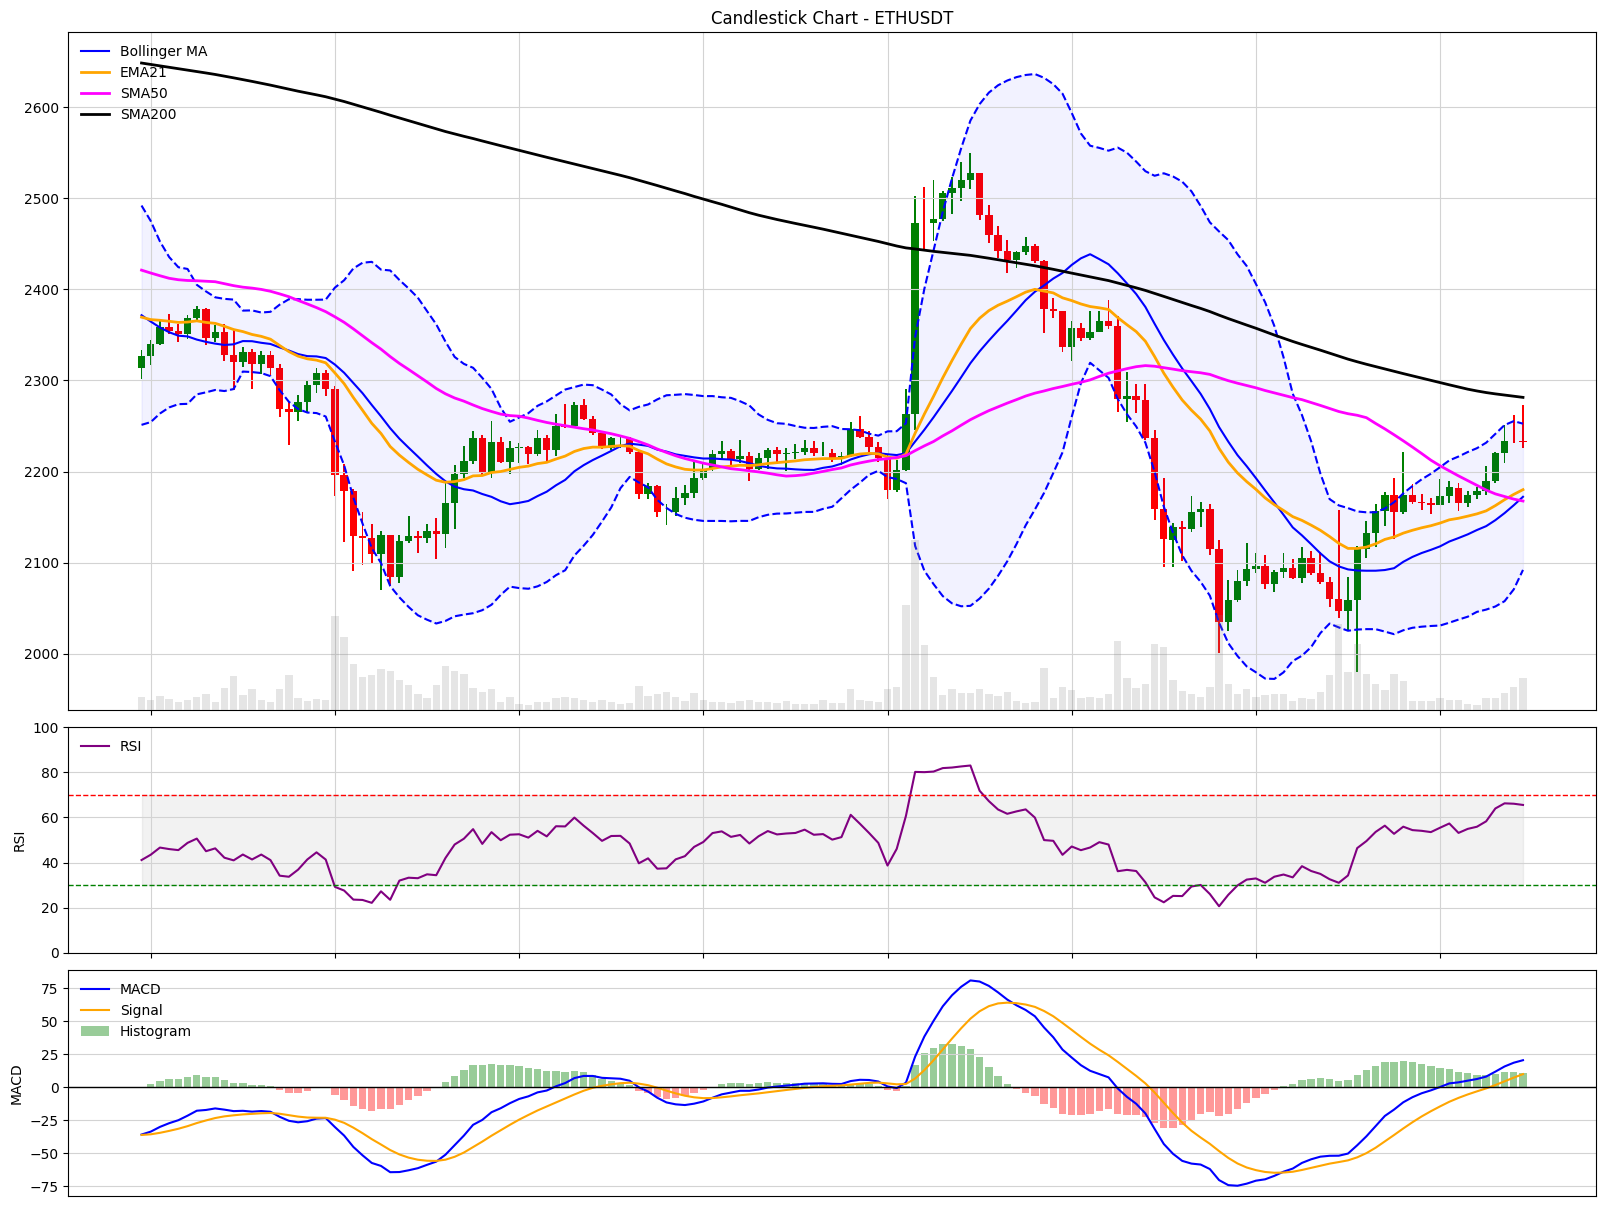 Candlestick Chart - ETHUSDT
Bollinger MA
EMA21
SMA50
SMA200
2600
2500
2400
2300
2200
2100
2000
RSI
100
80
60
40
20
0
RSI
MACD
Signal
Histogram
75
50
25
0
−25
−50
−75
MACD